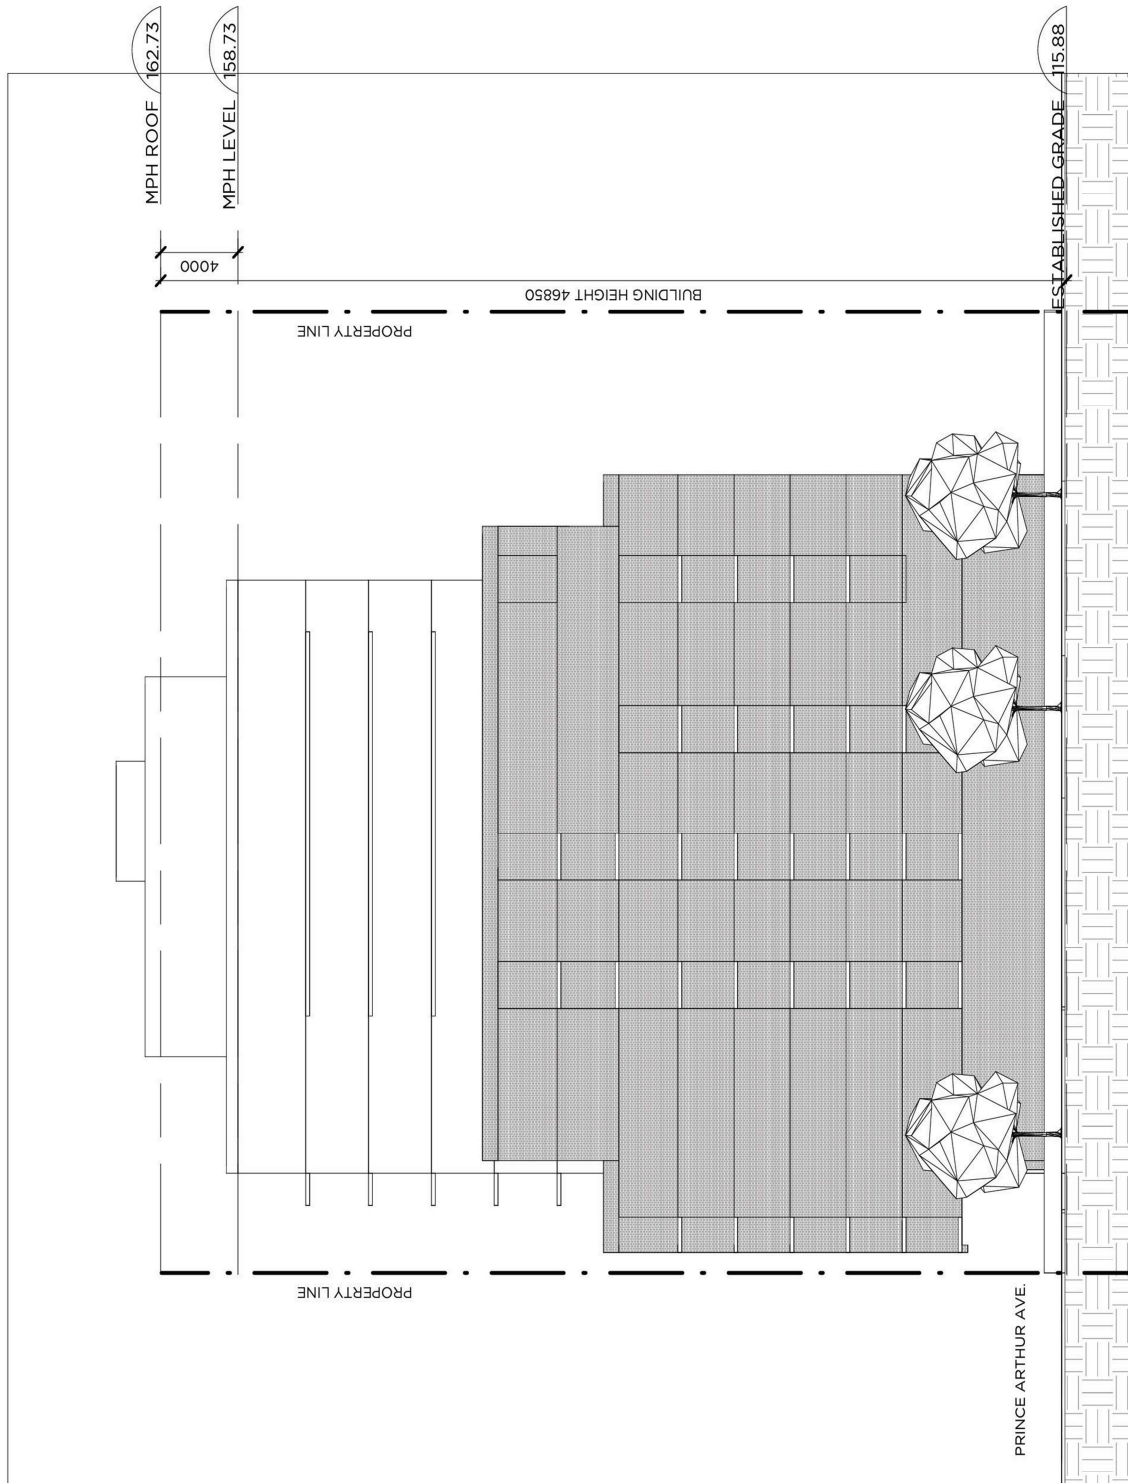 MPH ROOF 162.73
MPH LEVEL 158.73
4000
BUILDING HEIGHT 46850
PROPERTY LINE
PROPERTY LINE
ESTABLISHED GRADE 115.88
PRINCE ARTHUR AVE.